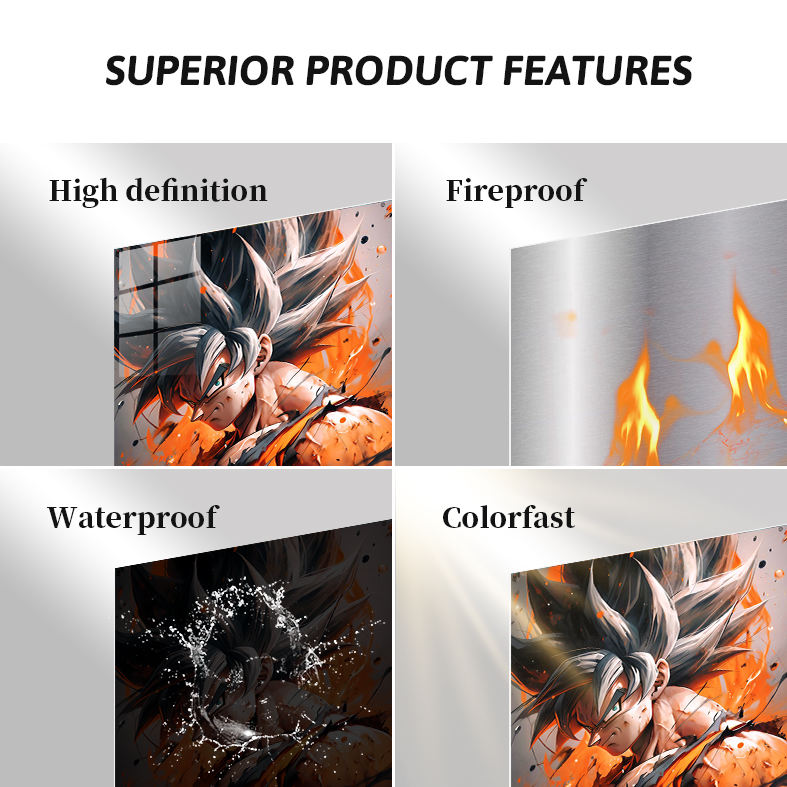 SUPERIOR PRODUCT FEATURES
High definition
Fireproof
Waterproof
Colorfast